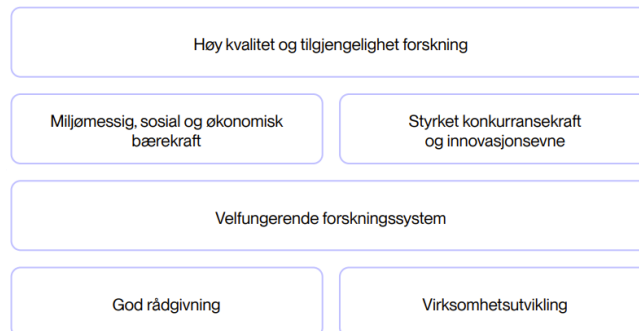 Høy kvalitet og tilgjengelighet forskning
Miljømessig, sosial og økonomisk
bærekraft
Styrket konkurransekraft
og innovasjonsevne
Velfungerende forskningssystem
God rådgivning
Virksomhetsutvikling